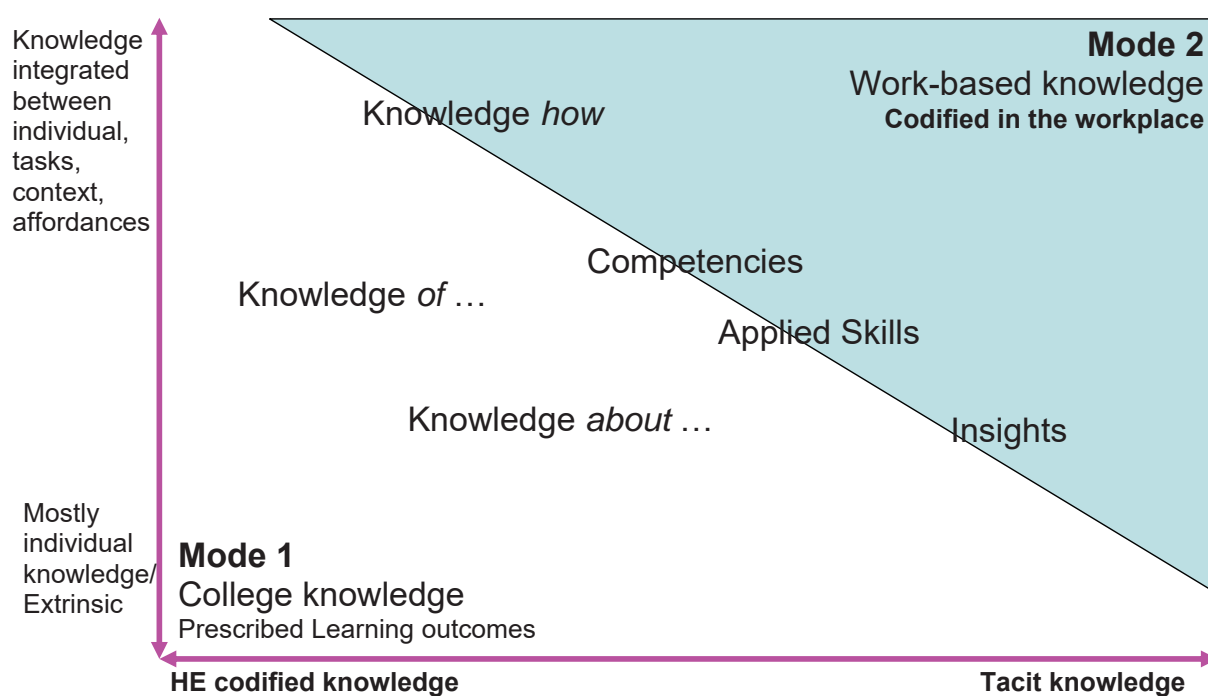 Knowledge
integrated
between
individual,
tasks,
context,
affordances
Mode 2
Work-based knowledge
Codified in the workplace
Knowledge how
Competencies
Knowledge of …
Applied Skills
Knowledge about …
Insights
Mostly
individual
knowledge/
Extrinsic
Mode 1
College knowledge
Prescribed Learning outcomes
HE codified knowledge
Tacit knowledge